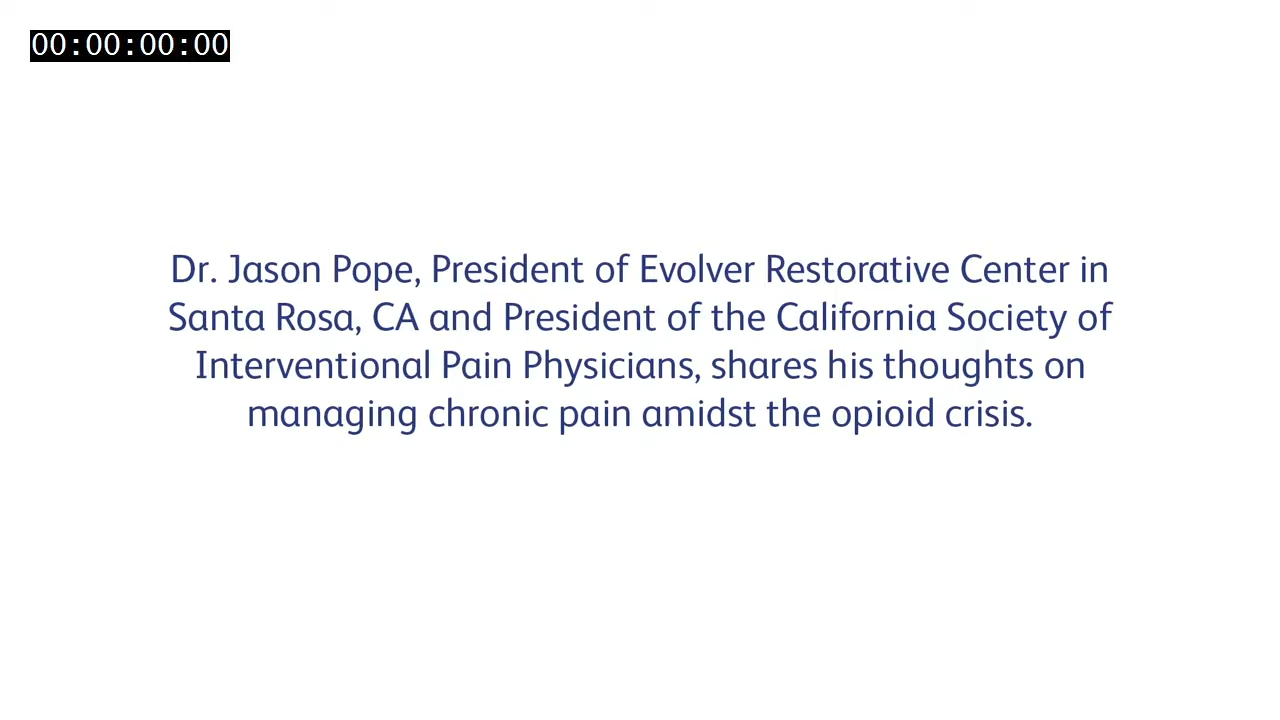 00:00:00:00
Dr. Jason Pope, President of Evolver Restorative Center in
Santa Rosa, CA and President of the California Society of
Interventional Pain Physicians, shares his thoughts on
managing chronic pain amidst the opioid crisis.